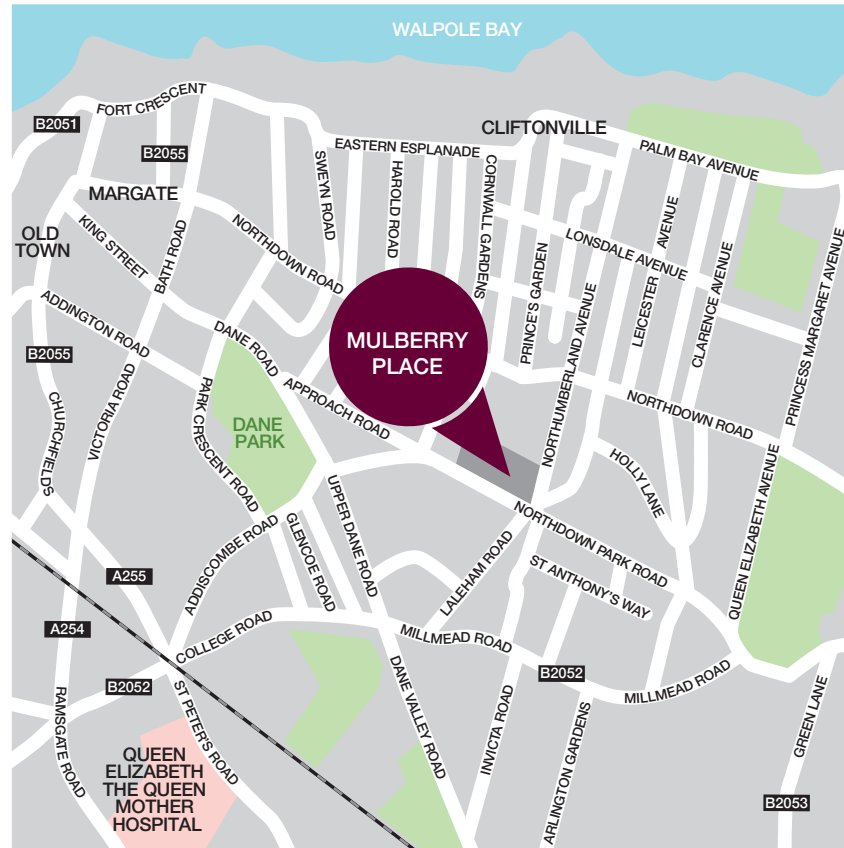 WALPOLE BAY
FORT CRESCENT
B2051
CLIFTONVILLE
EASTERN ESPLANADE
PALM BAY AVENUE
B2055
SWEYN ROAD
HAROLD ROAD
CORNWALL GARDENS
MARGATE
KING STREET
BATH ROAD
NORTHDOWN ROAD
OLD
TOWN
PRINCE'S GARDEN
LONSDALE AVENUE
LEICESTER AVENUE
CLARENCE AVENUE
PRINCESS MARGARET AVENUE
NORTHUMBERLAND AVENUE
ADDINGTON ROAD
DANE ROAD
MULBERRY
PLACE
B2055
CHURCHFIELDS
VICTORIA ROAD
PARK CRESCENT ROAD
DANE
PARK
APPROACH ROAD
NORTHDOWN ROAD
HOLLY LANE
QUEEN ELIZABETH AVENUE
UPPER DANE ROAD
GLENCOE ROAD
ADDISCOMBE ROAD
NORTHDOWN PARK ROAD
LALEHAM ROAD
ST ANTHONY'S WAY
A255
A254
COLLEGE ROAD
MILLMEAD ROAD
B2052
B2052
MILLMEAD ROAD
RAMSGATE ROAD
ST PETER'S ROAD
DANE VALLEY ROAD
INVICTA ROAD
ARLINGTON GARDENS
GREEN LANE
QUEEN
ELIZABETH
THE QUEEN
MOTHER
HOSPITAL
B2053